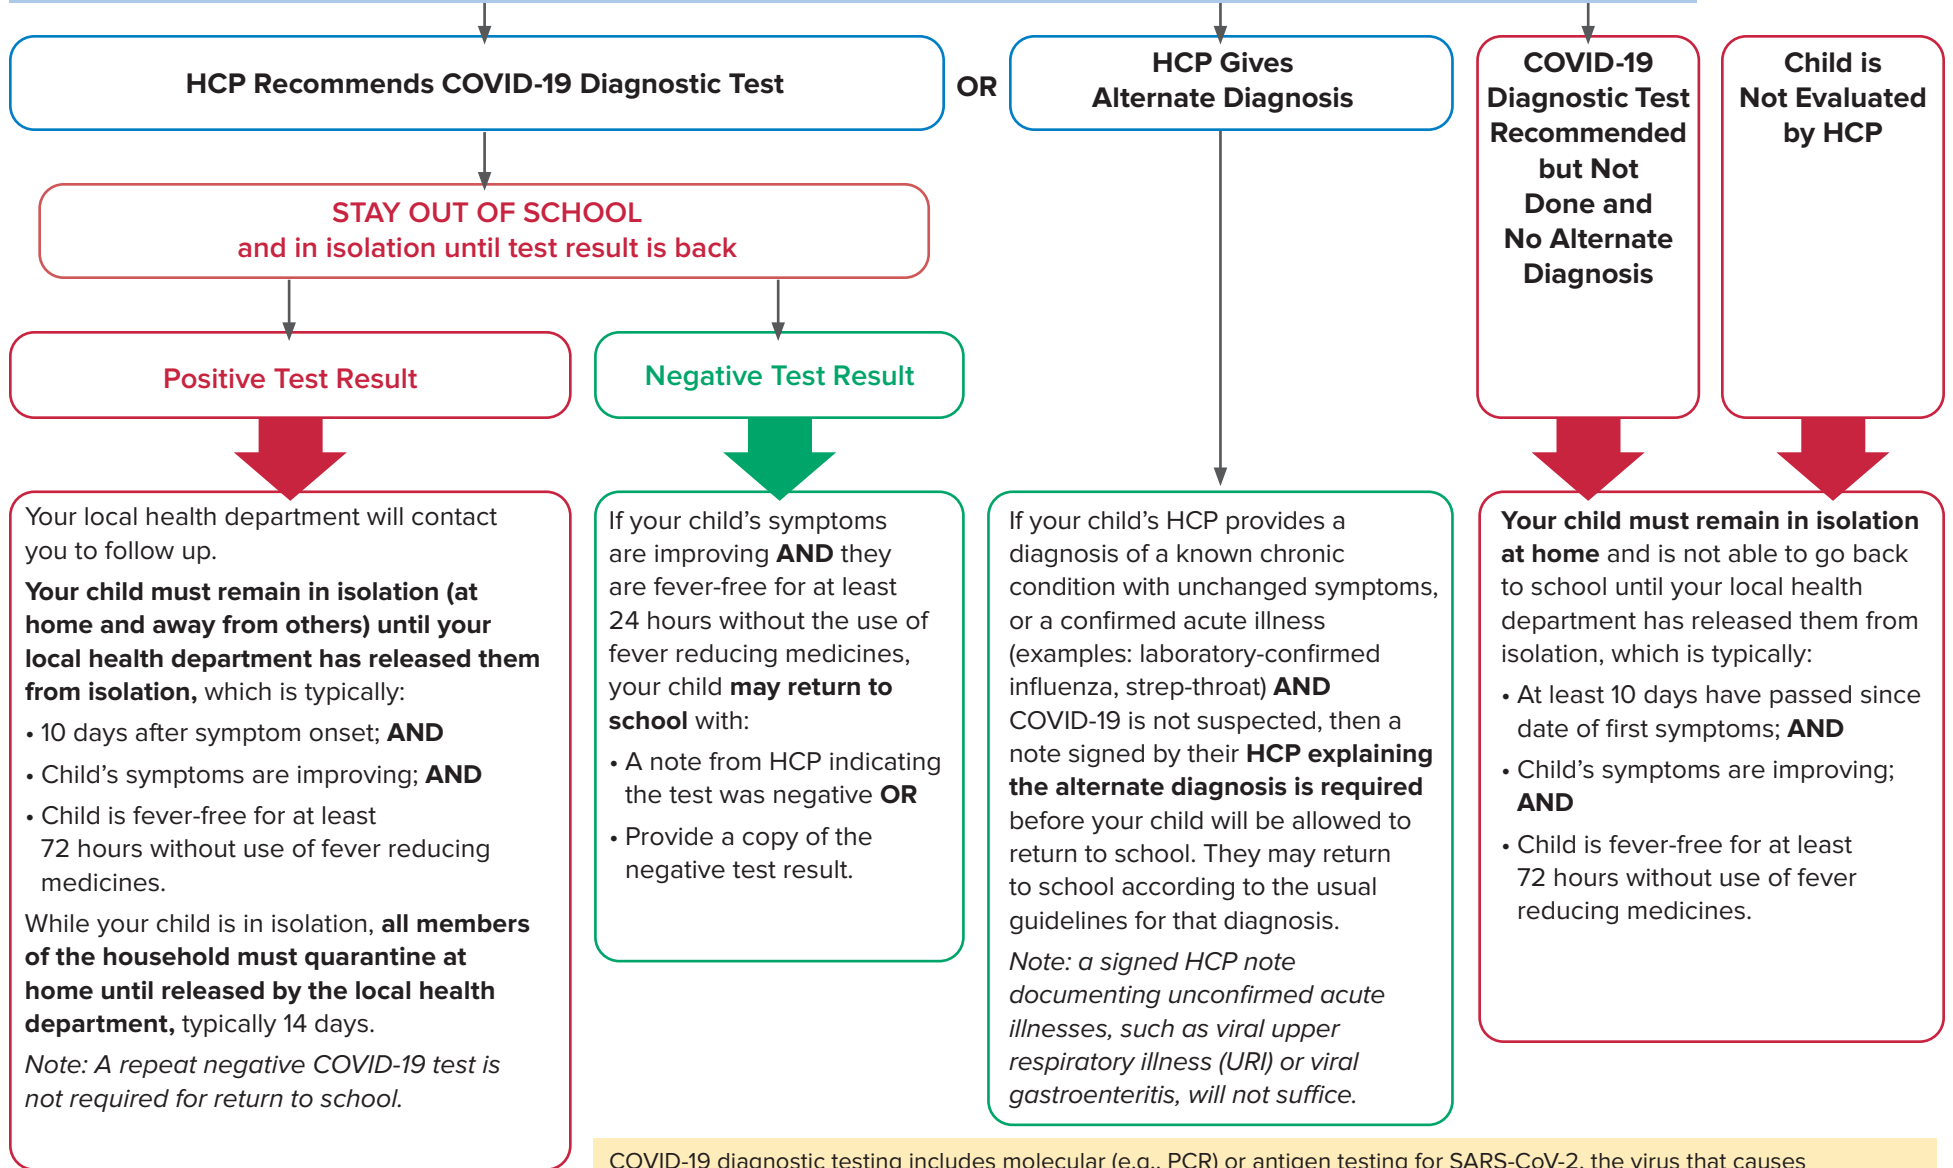 HCP Recommends COVID-19 Diagnostic Test
OR
HCP Gives
Alternate Diagnosis
COVID-19
Diagnostic Test
Recommended
but Not
Done and
No Alternate
Diagnosis
Child is
Not Evaluated
by HCP
STAY OUT OF SCHOOL
and in isolation until test result is back
Positive Test Result
Negative Test Result
Your local health department will contact
you to follow up.
Your child must remain in isolation (at
home and away from others) until your
local health department has released them
from isolation, which is typically:
• 10 days after symptom onset; AND
• Child's symptoms are improving; AND
• Child is fever-free for at least
72 hours without use of fever reducing
medicines.
While your child is in isolation, all members
of the household must quarantine at
home until released by the local health
department, typically 14 days.
Note: A repeat negative COVID-19 test is
not required for return to school.
If your child's symptoms
are improving AND they
are fever-free for at least
24 hours without the use of
fever reducing medicines,
your child may return to
school with:
• A note from HCP indicating
the test was negative OR
• Provide a copy of the
negative test result.
If your child's HCP provides a
diagnosis of a known chronic
condition with unchanged symptoms,
or a confirmed acute illness
(examples: laboratory-confirmed
influenza, strep-throat) AND
COVID-19 is not suspected, then a
note signed by their HCP explaining
the alternate diagnosis is required
before your child will be allowed to
return to school. They may return
to school according to the usual
guidelines for that diagnosis.
Note: a signed HCP note
documenting unconfirmed acute
illnesses, such as viral upper
respiratory illness (URI) or viral
gastroenteritis, will not suffice.
Your child must remain in isolation
at home and is not able to go back
to school until your local health
department has released them from
isolation, which is typically:
• At least 10 days have passed since
date of first symptoms; AND
• Child's symptoms are improving;
AND
• Child is fever-free for at least
72 hours without use of fever
reducing medicines.
COVID-19 diagnostic testing includes molecular (e.g., PCR) or antigen testing for SARS-CoV-2, the virus that causes